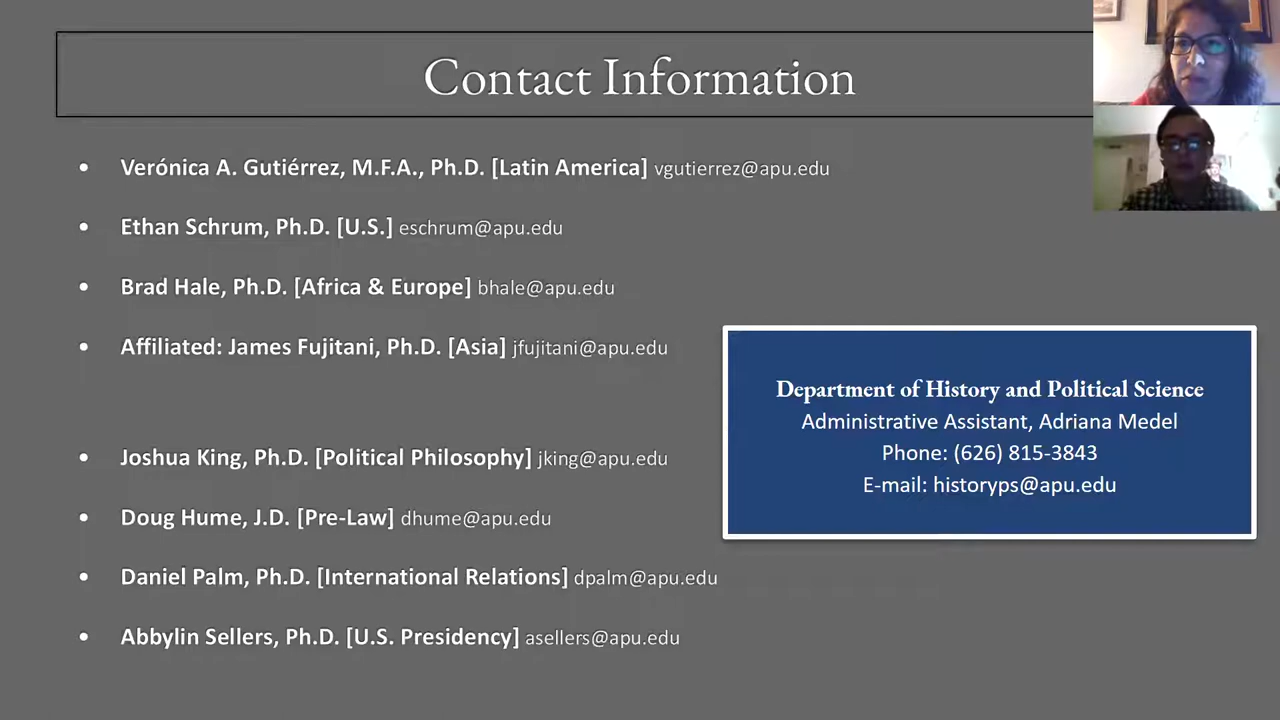 Contact Information
• Verónica A. Gutiérrez, M.F.A., Ph.D. [Latin America] vgutierrez@apu.edu
• Ethan Schrum, Ph.D. [U.S.] eschrum@apu.edu
• Brad Hale, Ph.D. [Africa & Europe] bhale@apu.edu
• Affiliated: James Fujitani, Ph.D. [Asia] jfujitani@apu.edu
• Joshua King, Ph.D. [Political Philosophy] jking@apu.edu
• Doug Hume, J.D. [Pre-Law] dhume@apu.edu
• Daniel Palm, Ph.D. [International Relations] dpalm@apu.edu
• Abbylin Sellers, Ph.D. [U.S. Presidency] asellers@apu.edu
Department of History and Political Science
Administrative Assistant, Adriana Medel
Phone: (626) 815-3843
E-mail: historyps@apu.edu